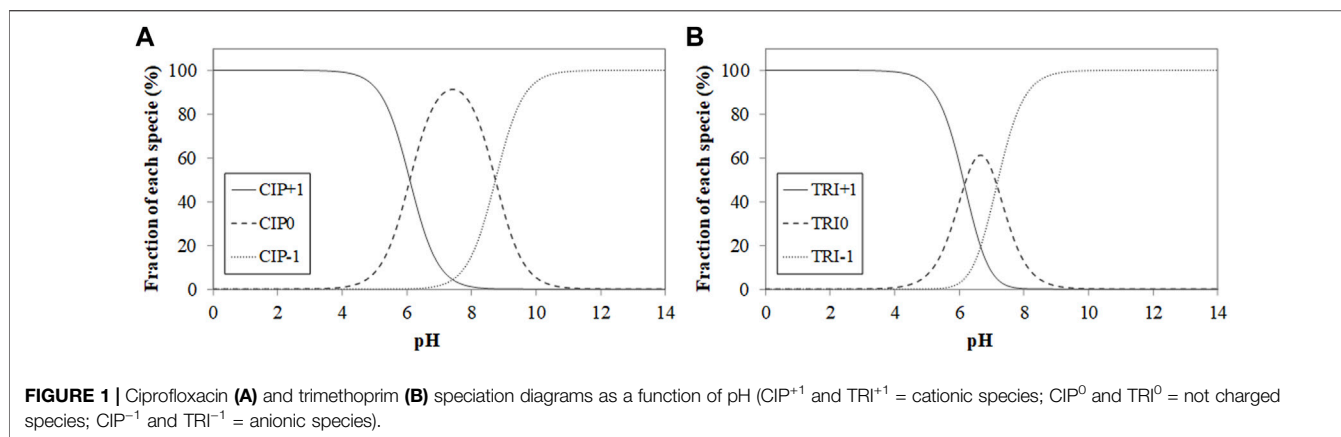 A
Fraction of each specie (%)
100
80
60
40
20
0
CIP+1
CIP0
CIP-1
0 2 4 6 8 10 12 14
pH
B
Fraction of each specie (%)
100
80
60
40
20
0
TRI+1
TRI0
TRI-1
0 2 4 6 8 10 12 14
pH
FIGURE 1 | Ciprofloxacin (A) and trimethoprim (B) speciation diagrams as a function of pH (CIP⁺¹ and TRI⁺¹ = cationic species; CIP⁰ and TRI⁰ = not charged
species; CIP⁻¹ and TRI⁻¹ = anionic species).